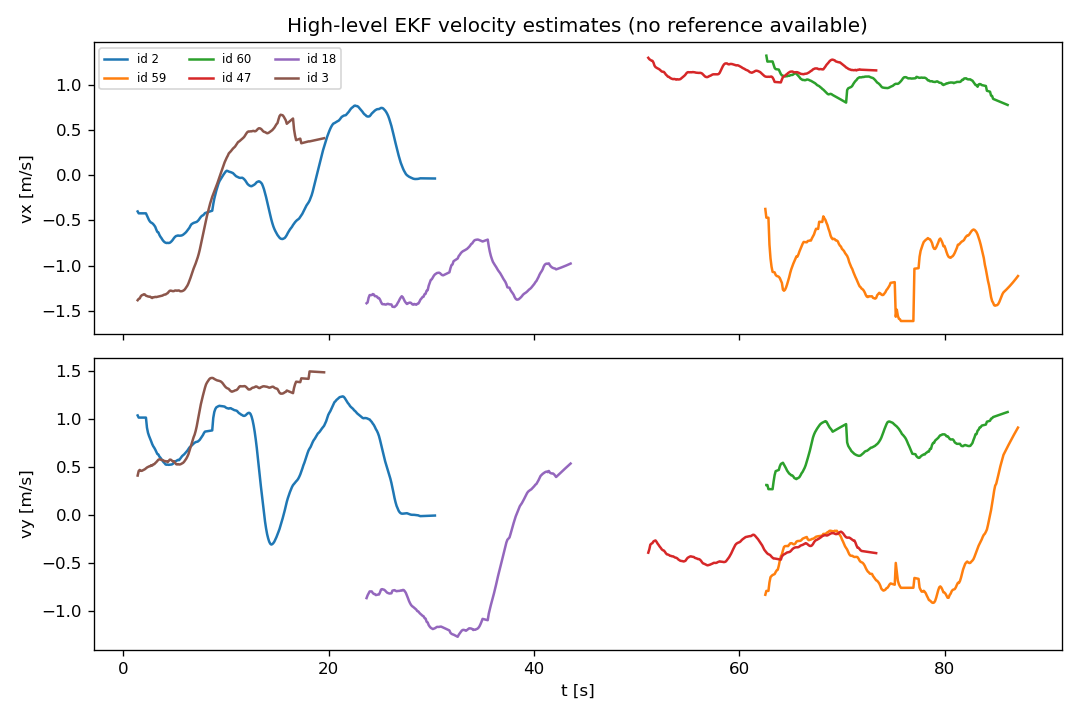 High-level EKF velocity estimates (no reference available)
id 2 id 60 id 18
id 59 id 47 id 3
vx [m/s]
1.0
0.5
0.0
−0.5
−1.0
−1.5
vy [m/s]
1.5
1.0
0.5
0.0
−0.5
−1.0
0 20 40 60 80
t [s]